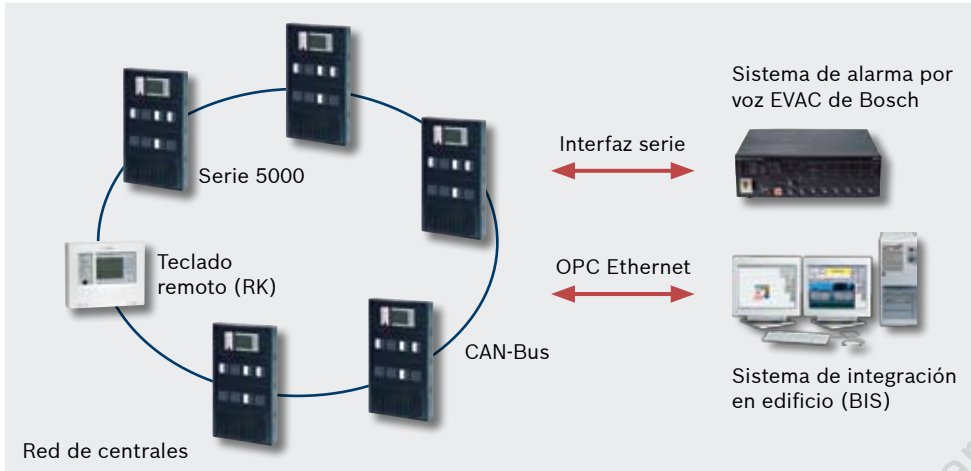 Sistema de alarma por
voz EVAC de Bosch
Interfaz serie
Serie 5000
Teclado
remoto (RK)
OPC Ethernet
CAN-Bus
Sistema de integración
en edificio (BIS)
Red de centrales